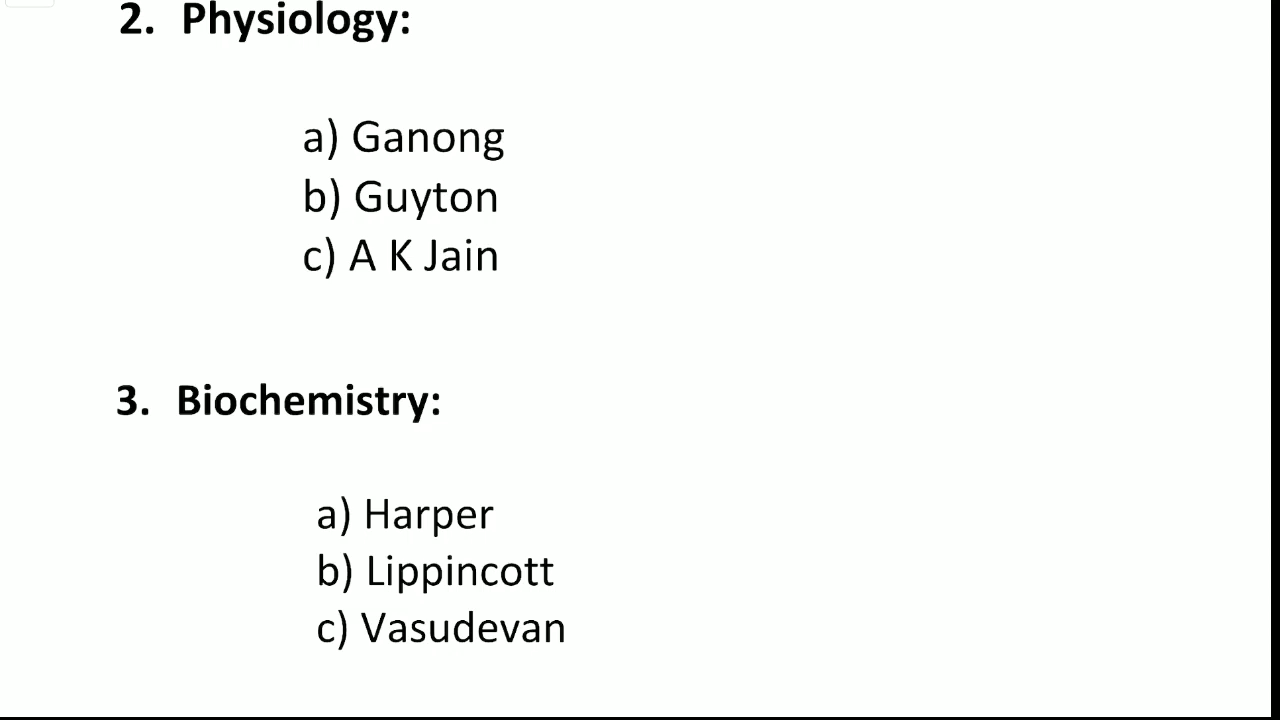 2. Physiology:
a) Ganong
b) Guyton
c) A K Jain
3. Biochemistry:
a) Harper
b) Lippincott
c) Vasudevan